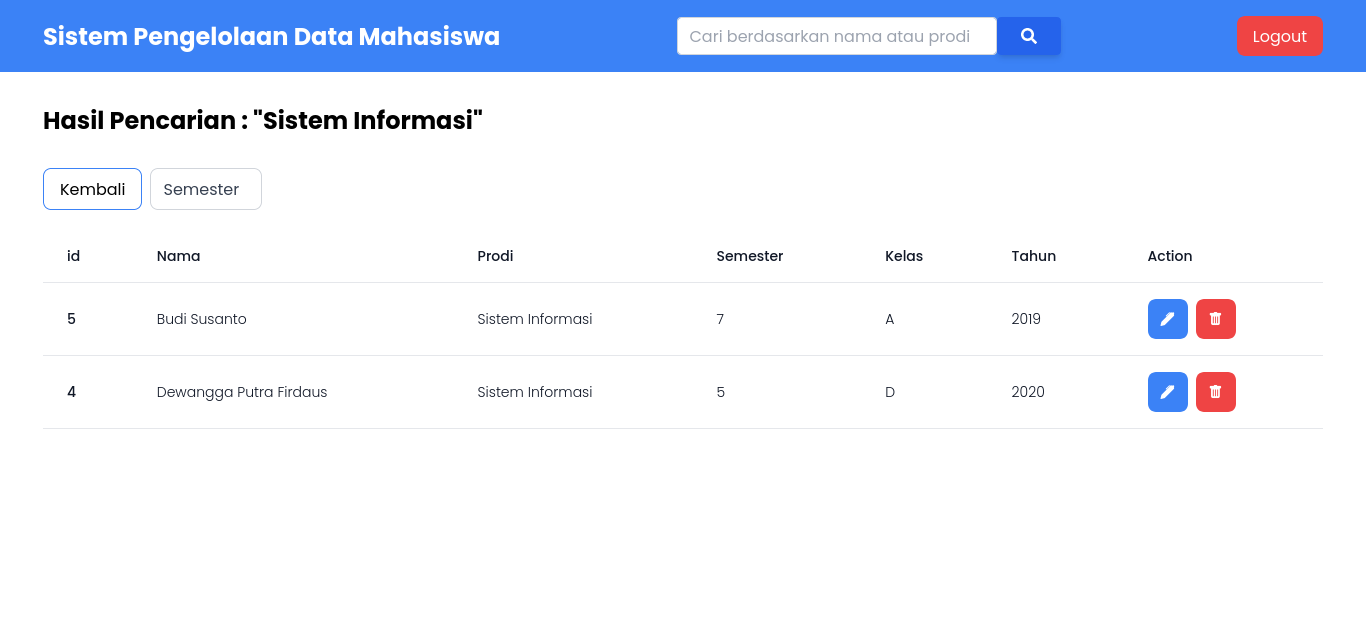 Sistem Pengelolaan Data Mahasiswa Cari berdasarkan nama atau prodi Logout
Hasil Pencarian : "Sistem Informasi"
Kembali Semester
id Nama Prodi Semester Kelas Tahun Action
5 Budi Susanto Sistem Informasi 7 A 2019
4 Dewangga Putra Firdaus Sistem Informasi 5 D 2020